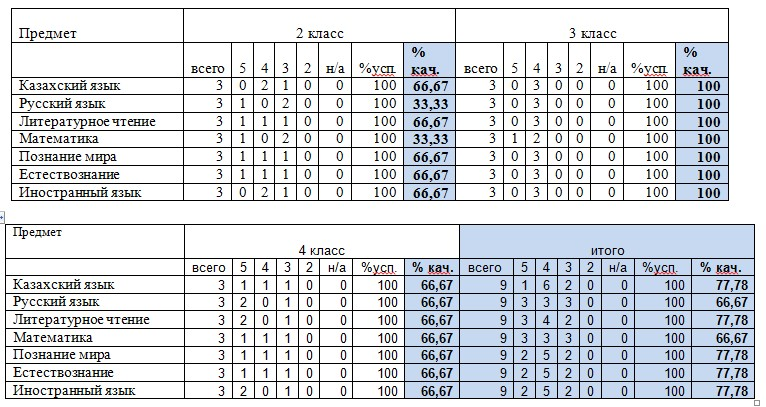 Предмет 2 класс 3 класс
всего 5 4 3 2 н/а %усп. % кач. всего 5 4 3 2 н/а %усп. % кач.
Казахский язык 3 0 2 1 0 0 100 66,67 3 0 3 0 0 0 100 100
Русский язык 3 1 0 2 0 0 100 33,33 3 0 3 0 0 0 100 100
Литературное чтение 3 1 1 1 0 0 100 66,67 3 0 3 0 0 0 100 100
Математика 3 1 0 2 0 0 100 33,33 3 1 2 0 0 0 100 100
Познание мира 3 1 1 1 0 0 100 66,67 3 0 3 0 0 0 100 100
Естествознание 3 1 1 1 0 0 100 66,67 3 0 3 0 0 0 100 100
Иностранный язык 3 0 2 1 0 0 100 66,67 3 0 3 0 0 0 100 100
Предмет 4 класс итого
всего 5 4 3 2 н/а %усп. % кач. всего 5 4 3 2 н/а %усп. % кач.
Казахский язык 3 1 1 1 0 0 100 66,67 9 1 6 2 0 0 100 77,78
Русский язык 3 2 0 1 0 0 100 66,67 9 3 3 3 0 0 100 66,67
Литературное чтение 3 2 0 1 0 0 100 66,67 9 3 4 2 0 0 100 77,78
Математика 3 1 1 1 0 0 100 66,67 9 3 3 3 0 0 100 66,67
Познание мира 3 1 1 1 0 0 100 66,67 9 2 5 2 0 0 100 77,78
Естествознание 3 1 1 1 0 0 100 66,67 9 2 5 2 0 0 100 77,78
Иностранный язык 3 2 0 1 0 0 100 66,67 9 2 5 2 0 0 100 77,78